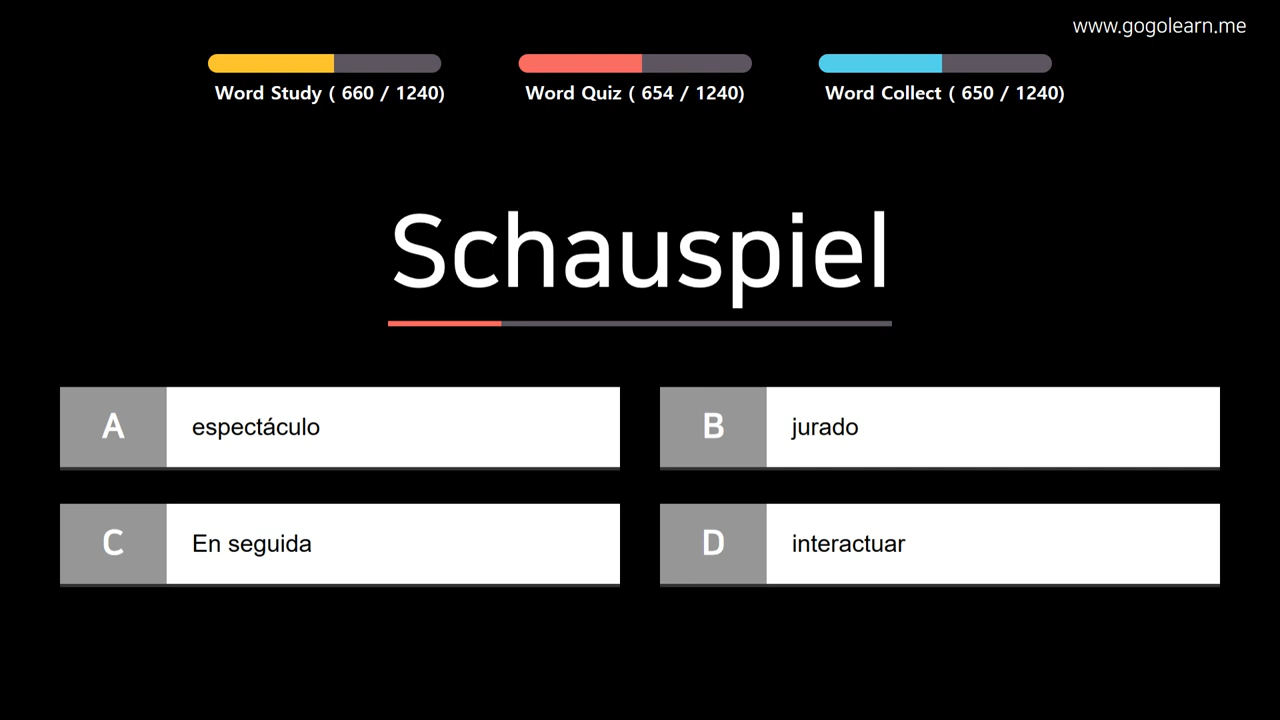 www.gogolearn.me
Word Study ( 660 / 1240)
Word Quiz ( 654 / 1240)
Word Collect ( 650 / 1240)
Schauspiel
A espectáculo
B jurado
C En seguida
D interactuar